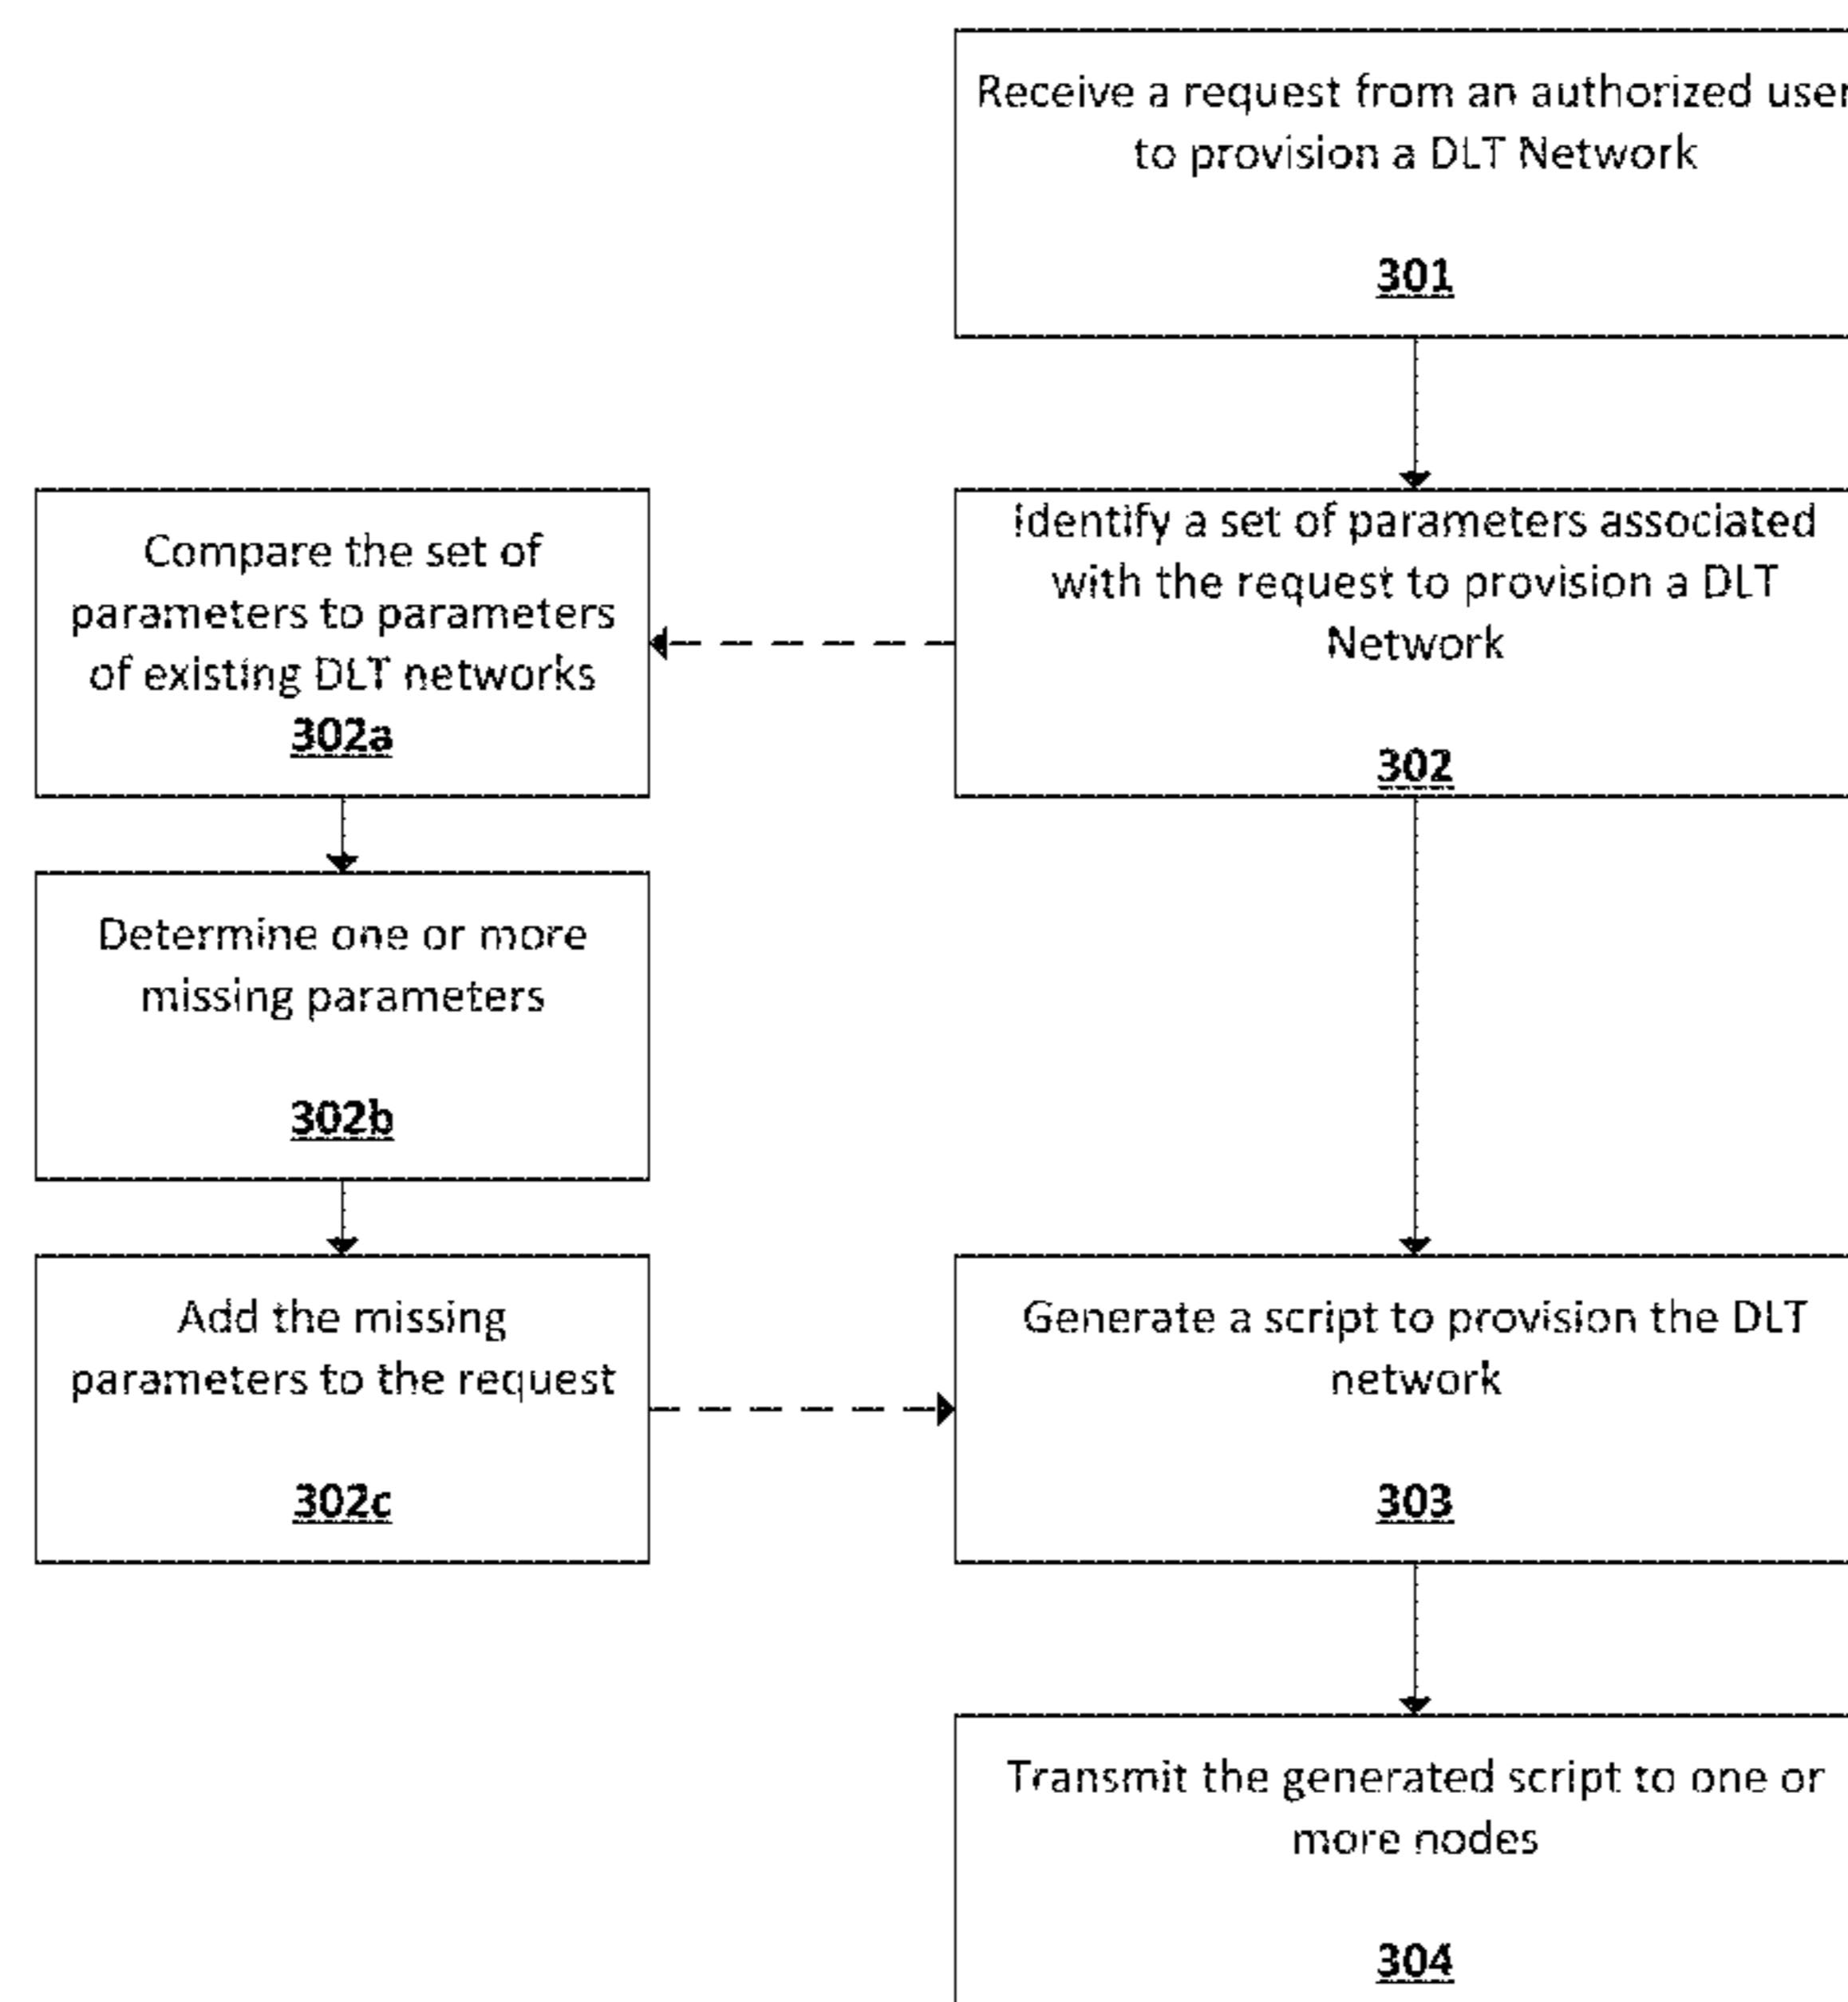 Receive a request from an authorized user
to provision a DLT Network
301
Identify a set of parameters associated
with the request to provision a DLT
Network
302
Compare the set of
parameters to parameters
of existing DLT networks
302a
Determine one or more
missing parameters
302b
Add the missing
parameters to the request
302c
Generate a script to provision the DLT
network
303
Transmit the generated script to one or
more nodes
304